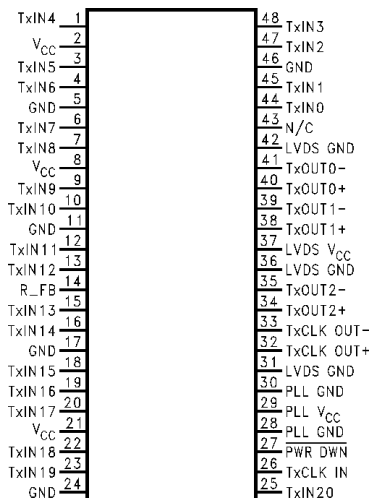 TxIN4 1
VCC 2
TxIN5 3
TxIN6 4
GND 5
TxIN7 6
TxIN8 7
VCC 8
TxIN9 9
TxIN10 10
GND 11
TxIN11 12
TxIN12 13
R_FB 14
TxIN13 15
TxIN14 16
GND 17
TxIN15 18
TxIN16 19
TxIN17 20
VCC 21
TxIN18 22
TxIN19 23
GND 24
48 TxIN3
47 TxIN2
46 GND
45 TxIN1
44 TxIN0
43 N/C
42 LVDS GND
41 TxOUT0-
40 TxOUT0+
39 TxOUT1-
38 TxOUT1+
37 LVDS VCC
36 LVDS GND
35 TxOUT2-
34 TxOUT2+
33 TxCLK OUT-
32 TxCLK OUT+
31 LVDS GND
30 PLL GND
29 PLL VCC
28 PLL GND
27 PWR DWN
26 TxCLK IN
25 TxIN20